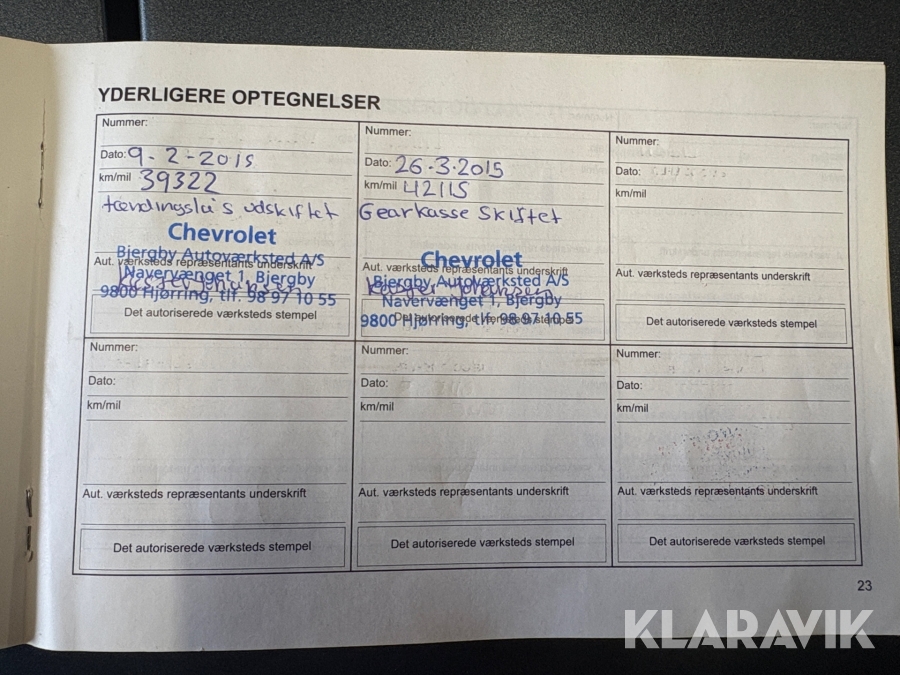 YDERLIGERE OPTEGNELSER
Nummer:
Dato: 9-2-2015
km/mil 39322
tændingslås udskiftet
Chevrolet
Bjergby Autoværksted A/S
Aut. værksteds repræsentants underskrift
Navervænget 1, Bjergby
9800 Hjørring, tlf. 98 97 10 55
Det autoriserede værksteds stempel
Nummer:
Dato: 26-3-2015
km/mil 42115
Gearkasse skiftet
Chevrolet
Aut. værksteds repræsentants underskrift
Bjergby Autoværksted A/S
Navervænget 1, Bjergby
Det autoriserede værksteds stempel
9800 Hjørring, tlf. 98 97 10 55
Nummer:
Dato:
km/mil
Aut. værksteds repræsentants underskrift
Det autoriserede værksteds stempel
Nummer:
Dato:
km/mil
Aut. værksteds repræsentants underskrift
Det autoriserede værksteds stempel
Nummer:
Dato:
km/mil
Aut. værksteds repræsentants underskrift
Det autoriserede værksteds stempel
Nummer:
Dato:
km/mil
Aut. værksteds repræsentants underskrift
Det autoriserede værksteds stempel
23
KLARAVIK